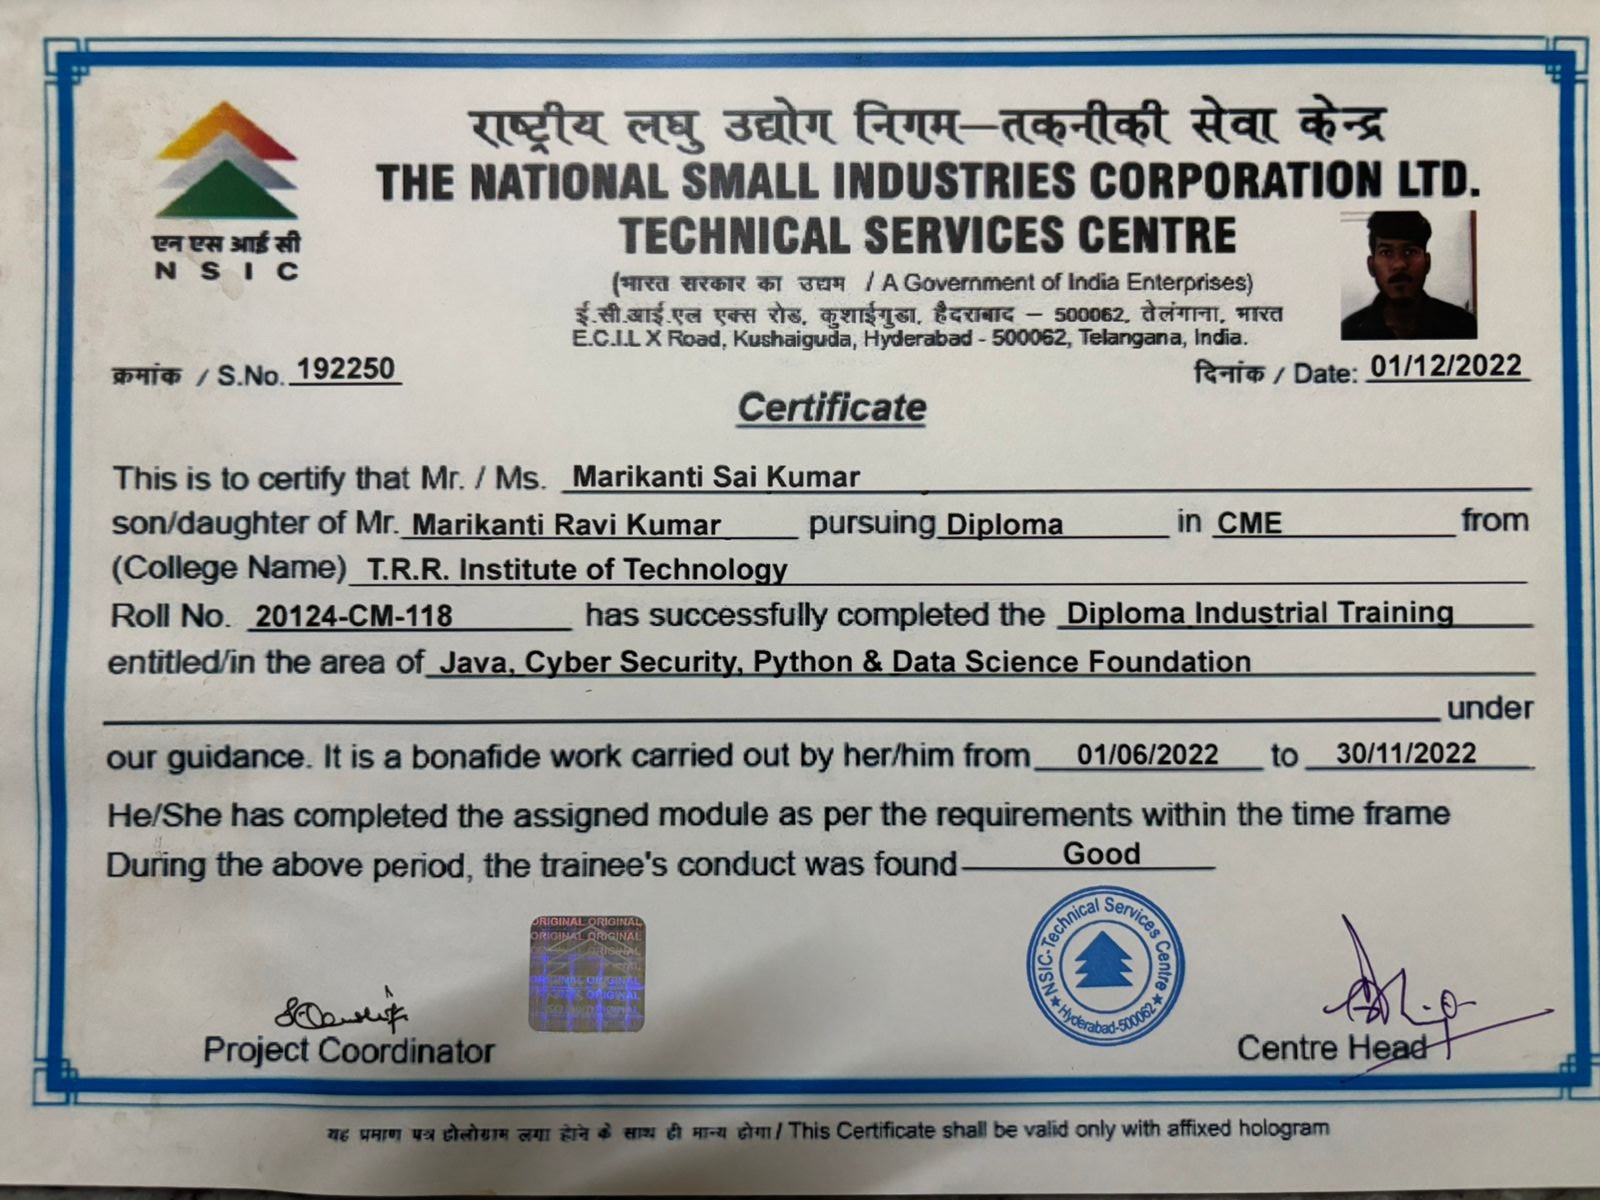 राष्ट्रीय लघु उद्योग निगम–तकनीकी सेवा केन्द्र
THE NATIONAL SMALL INDUSTRIES CORPORATION LTD.
TECHNICAL SERVICES CENTRE
एन एस आई सी
N S I C
(भारत सरकार का उद्यम / A Government of India Enterprises)
ई.सी.आई.एल एक्स रोड, कुशाईगुडा, हैदराबाद – 500062, तेलंगाना, भारत
E.C.I.L X Road, Kushaiguda, Hyderabad - 500062, Telangana, India.
क्रमांक / S.No. 192250
दिनांक / Date: 01/12/2022
Certificate
This is to certify that Mr. / Ms. Marikanti Sai Kumar
son/daughter of Mr. Marikanti Ravi Kumar pursuing Diploma in CME from
(College Name) T.R.R. Institute of Technology
Roll No. 20124-CM-118 has successfully completed the Diploma Industrial Training
entitled/in the area of Java, Cyber Security, Python & Data Science Foundation
under
our guidance. It is a bonafide work carried out by her/him from 01/06/2022 to 30/11/2022
He/She has completed the assigned module as per the requirements within the time frame
During the above period, the trainee's conduct was found Good
ORIGINAL ORIGINAL
ORIGINAL ORIGINAL
NSIC-Technical Services Centre
Hyderabad-500062
Project Coordinator
Centre Head
यह प्रमाण पत्र होलोग्राम लगा होने के साथ ही मान्य होगा / This Certificate shall be valid only with affixed hologram